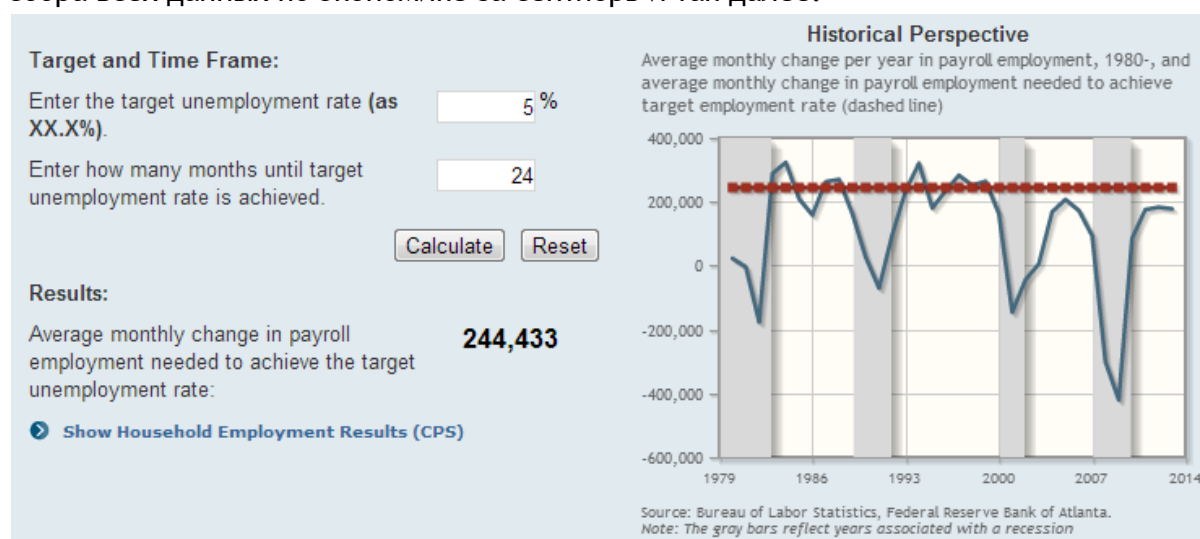 Target and Time Frame:
Enter the target unemployment rate (as
XX.X%).
5 %
Enter how many months until target
unemployment rate is achieved.
24
Calculate Reset
Results:
Average monthly change in payroll
employment needed to achieve the target
unemployment rate:
244,433
Show Household Employment Results (CPS)
Historical Perspective
Average monthly change per year in payroll employment, 1980-, and
average monthly change in payroll employment needed to achieve
target employment rate (dashed line)
400,000
200,000
0
-200,000
-400,000
-600,000
1979 1986 1993 2000 2007 2014
Source: Bureau of Labor Statistics, Federal Reserve Bank of Atlanta.
Note: The gray bars reflect years associated with a recession